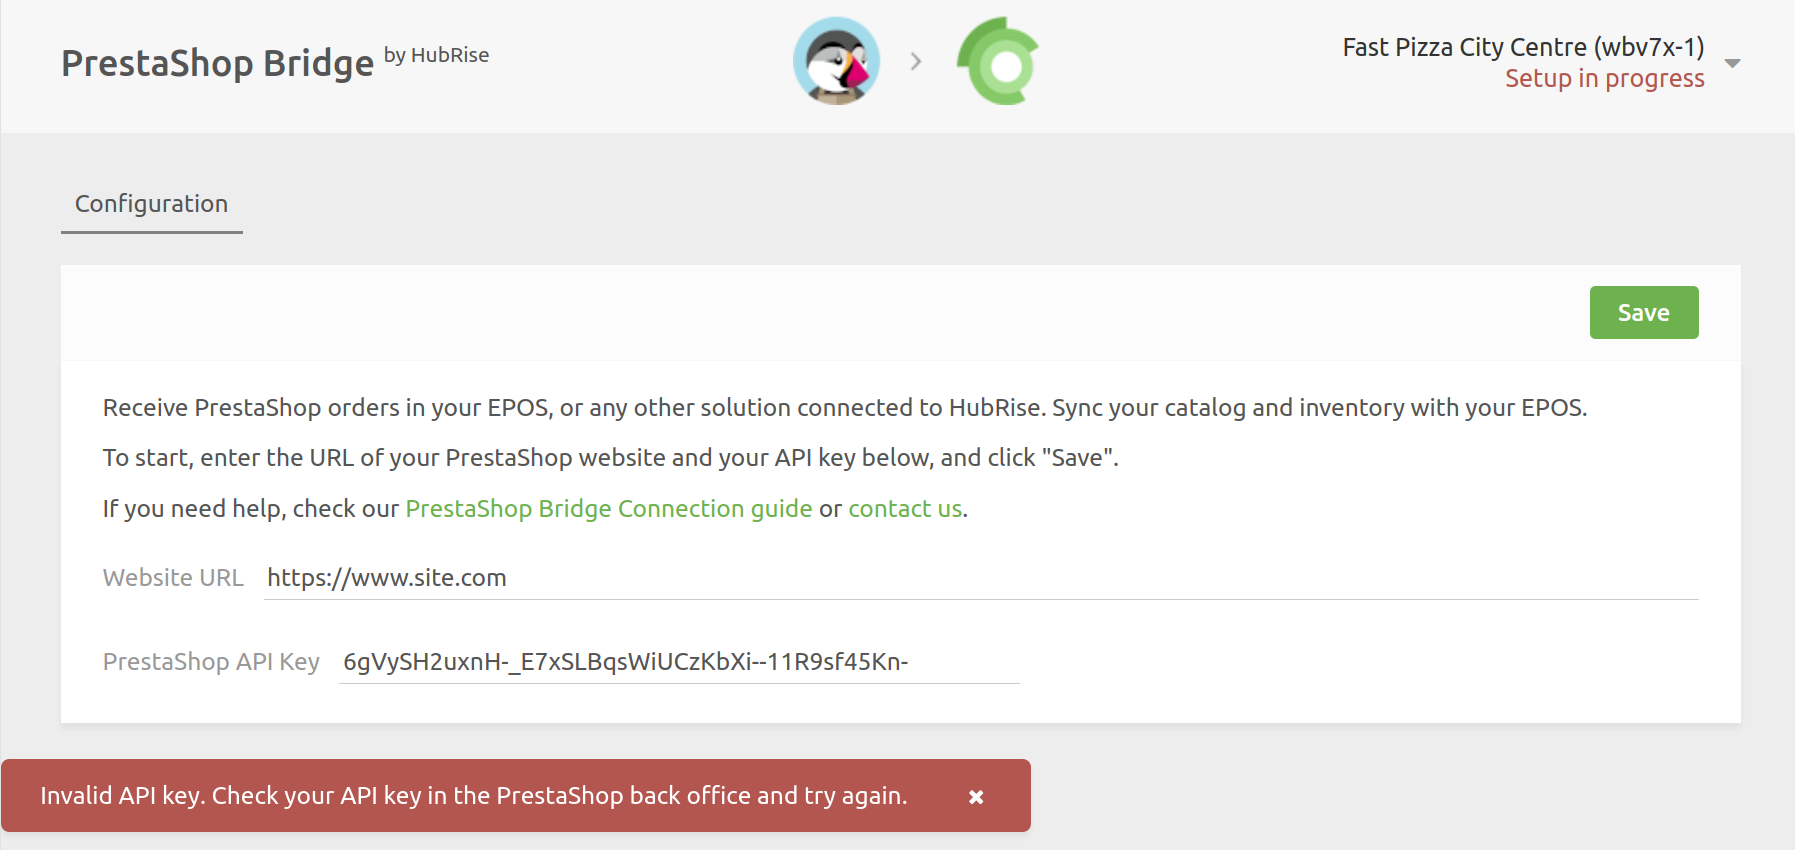 PrestaShop Bridge by HubRise
Fast Pizza City Centre (wbv7x-1)
Setup in progress
Configuration
Save
Receive PrestaShop orders in your EPOS, or any other solution connected to HubRise. Sync your catalog and inventory with your EPOS.
To start, enter the URL of your PrestaShop website and your API key below, and click "Save".
If you need help, check our PrestaShop Bridge Connection guide or contact us.
Website URL https://www.site.com
PrestaShop API Key 6gVySH2uxnH-_E7xSLBqsWiUCzKbXi--11R9sf45Kn-
Invalid API key. Check your API key in the PrestaShop back office and try again.